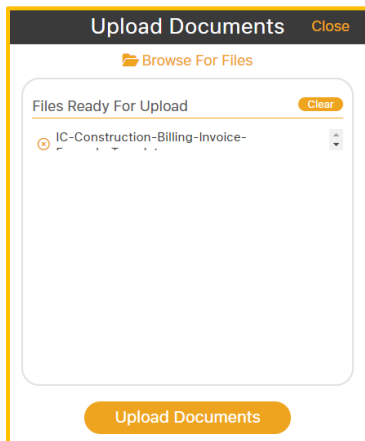 Upload Documents Close
Browse For Files
Files Ready For Upload Clear
IC-Construction-Billing-Invoice-
Upload Documents